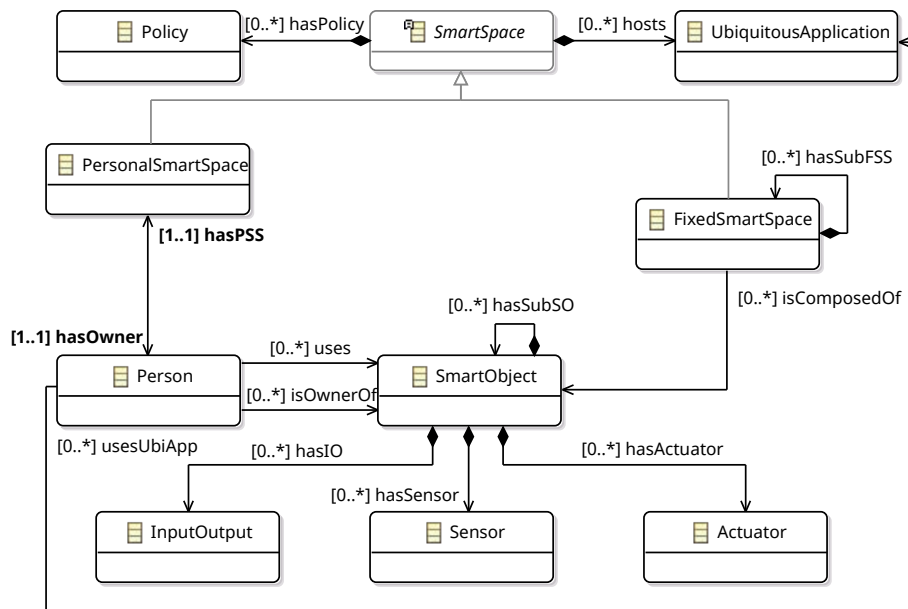 Policy
[0..*] hasPolicy
SmartSpace
[0..*] hosts
UbiquitousApplication
PersonalSmartSpace
[0..*] hasSubFSS
FixedSmartSpace
[1..1] hasPSS
[0..*] isComposedOf
[0..*] hasSubSO
[1..1] hasOwner
[0..*] uses
Person
SmartObject
[0..*] isOwnerOf
[0..*] usesUbiApp
[0..*] hasIO
[0..*] hasActuator
[0..*] hasSensor
InputOutput
Sensor
Actuator